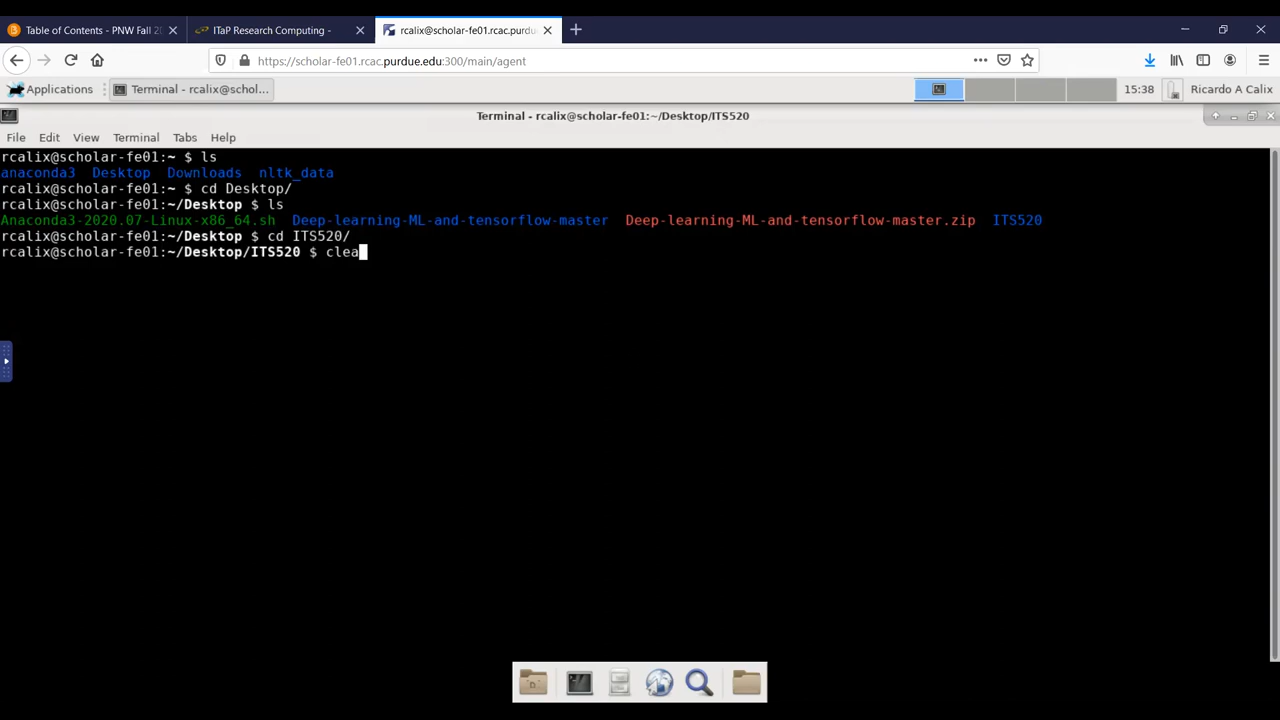 Table of Contents - PNW Fall 20
ITaP Research Computing -
rcalix@scholar-fe01.rcac.purdu
https://scholar-fe01.rcac.purdue.edu:300/main/agent
Applications
Terminal - rcalix@schol...
15:38
Ricardo A Calix
Terminal - rcalix@scholar-fe01:~/Desktop/ITS520
File Edit View Terminal Tabs Help
rcalix@scholar-fe01:~ $ ls
anaconda3 Desktop Downloads nltk_data
rcalix@scholar-fe01:~ $ cd Desktop/
rcalix@scholar-fe01:~/Desktop $ ls
Anaconda3-2020.07-Linux-x86_64.sh Deep-learning-ML-and-tensorflow-master Deep-learning-ML-and-tensorflow-master.zip ITS520
rcalix@scholar-fe01:~/Desktop $ cd ITS520/
rcalix@scholar-fe01:~/Desktop/ITS520 $ clea